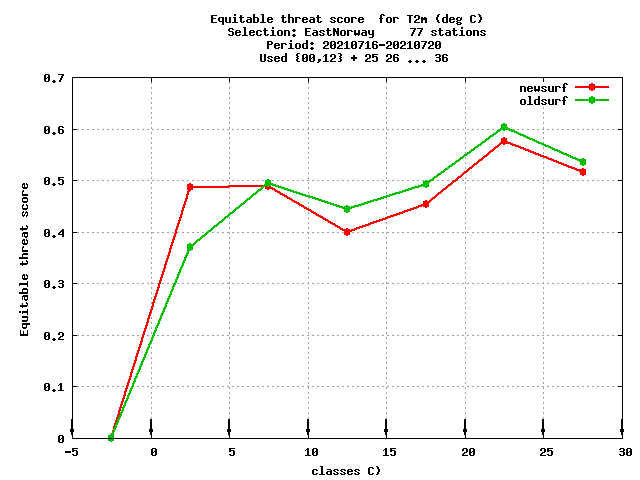 Equitable threat score  for T2m (deg C)
Selection: EastNorway     77 stations
Period: 20210716-20210720
Used {00,12} + 25 26 ... 36
newsurf
oldsurf
Equitable threat score
0.7
0.6
0.5
0.4
0.3
0.2
0.1
0
-5 0 5 10 15 20 25 30
classes C)